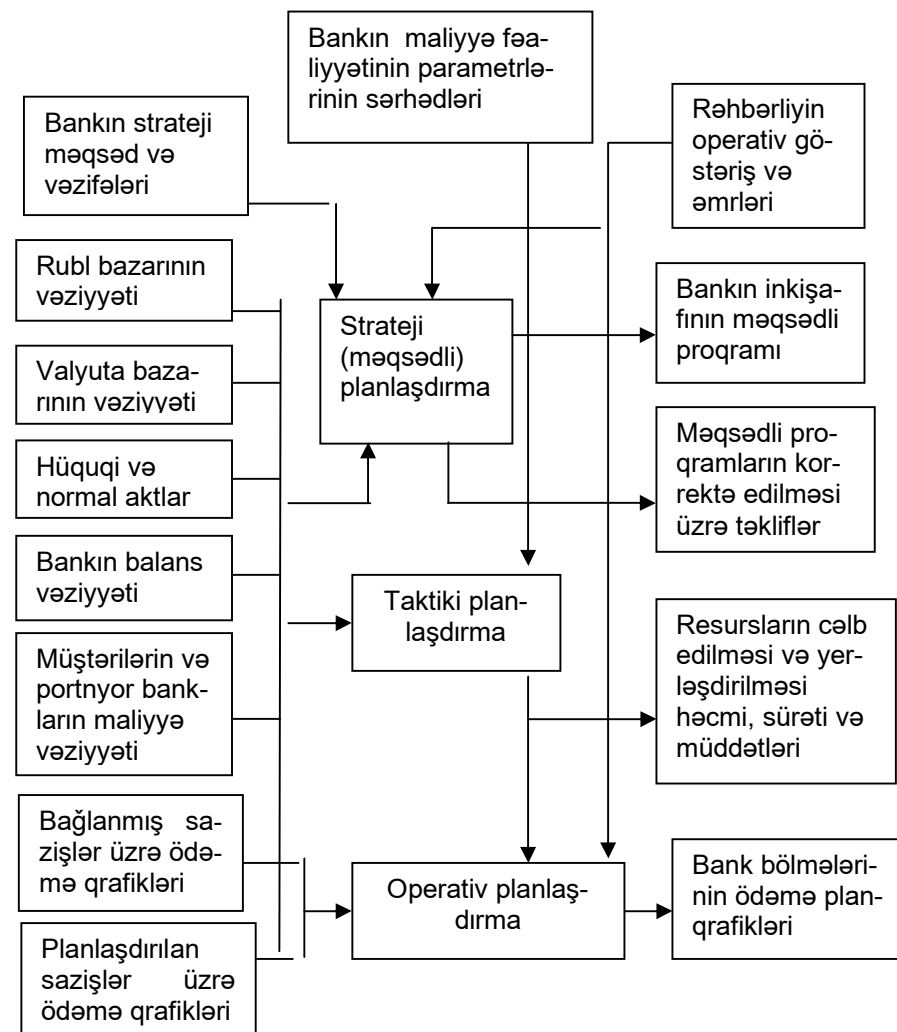 Bankın maliyyə fəa-
liyyətinin parametrlə-
rinin sərhədləri
Bankın strateji
məqsəd və
vəzifələri
Rəhbərliyin
operativ gö-
stəriş və
əmrləri
Rubl bazarının
vəziyyəti
Strateji
(məqsədli)
planlaşdırma
Bankın inkişa-
fının məqsədli
proqramı
Valyuta baza-
rının vəziyyəti
Məqsədli pro-
qramların kor-
rektə edilməsi
üzrə təkliflər
Hüquqi və
normal aktlar
Bankın balans
vəziyyəti
Taktiki plan-
laşdırma
Resursların cəlb
edilməsi və yer-
ləşdirilməsi
həcmi, sürəti və
müddətləri
Müştərilərin və
portnyor bank-
ların maliyyə
vəziyyəti
Bağlanmış sa-
zişlər üzrə ödə-
mə qrafikləri
Operativ planlaş-
dırma
Bank bölmələri-
nin ödəmə plan-
qrafikləri
Planlaşdırılan
sazişlər üzrə
ödəmə qrafikləri